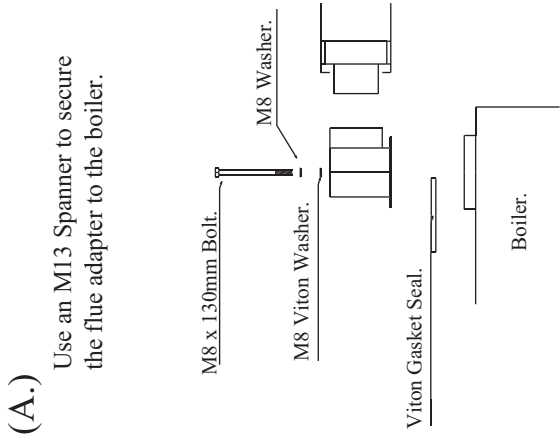 (A.)
Use an M13 Spanner to secure
the flue adapter to the boiler.
M8 x 130mm Bolt.
M8 Washer.
M8 Viton Washer.
Viton Gasket Seal.
Boiler.